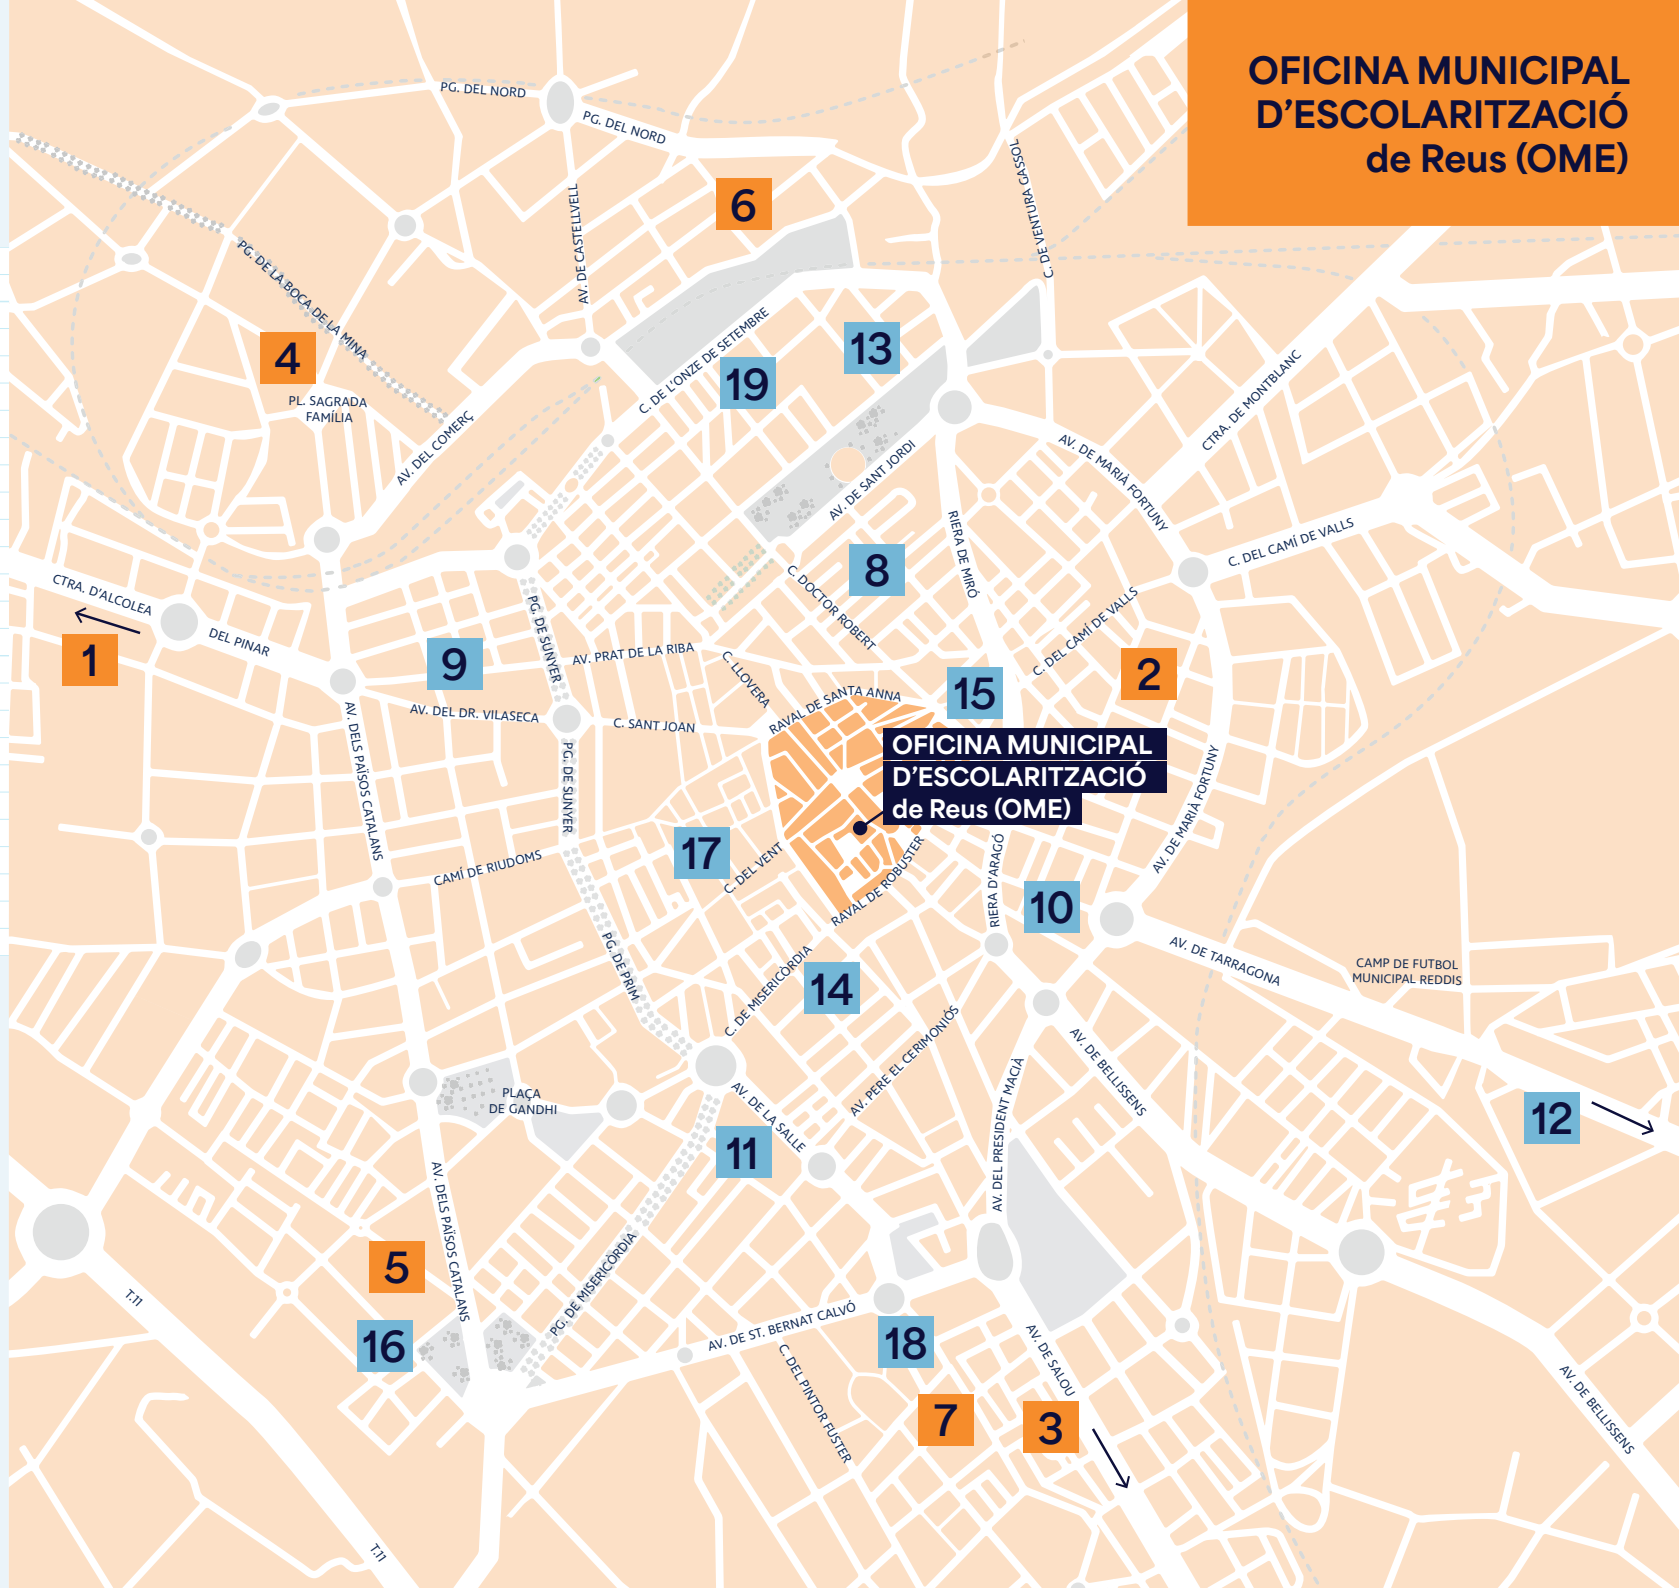 OFICINA MUNICIPAL
D'ESCOLARITZACIÓ
de Reus (OME)
PG. DEL NORD
PG. DEL NORD
C. DE VENTURA GASSOL
6
AV. DE CASTELLVELL
PG. DE LA BOCA DE LA MINA
4
PL. SAGRADA
FAMÍLIA
C. DE L'ONZE DE SETEMBRE
13
19
AV. DEL COMERÇ
CTRA. DE MONTBLANC
AV. DE MARIÀ FORTUNY
AV. DE SANT JORDI
RIERA DE MIRÓ
C. DEL CAMÍ DE VALLS
8
C. DOCTOR ROBERT
CTRA. D'ALCOLEA
DEL PINAR
1
9
PG. DE SUNYER
AV. PRAT DE LA RIBA
C. LLOVERA
C. DEL CAMÍ DE VALLS
2
15
RAVAL DE SANTA ANNA
AV. DEL DR. VILASECA
C. SANT JOAN
AV. DELS PAÏSOS CATALANS
PG. DE SUNYER
OFICINA MUNICIPAL
D'ESCOLARITZACIÓ
de Reus (OME)
AV. DE MARIÀ FORTUNY
17
C. DEL VENT
RAVAL DE ROBUSTER
RIERA D'ARAGÓ
10
CAMÍ DE RIUDOMS
PG. DE PRIM
C. DE MISERICÒRDIA
14
AV. DE TARRAGONA
CAMP DE FUTBOL
MUNICIPAL REDDIS
AV. PERE EL CERIMONIÓS
AV. DE BELLISSENS
PLAÇA
DE GANDHI
AV. DE LA SALLE
11
AV. DEL PRESIDENT MACIÀ
12
AV. DELS PAÏSOS CATALANS
5
16
PG. DE MISERICÒRDIA
T.11
AV. DE ST. BERNAT CALVÓ
18
C. DEL PINTOR FUSTER
AV. DE SALOU
7
3
AV. DE BELLISSENS
T.11